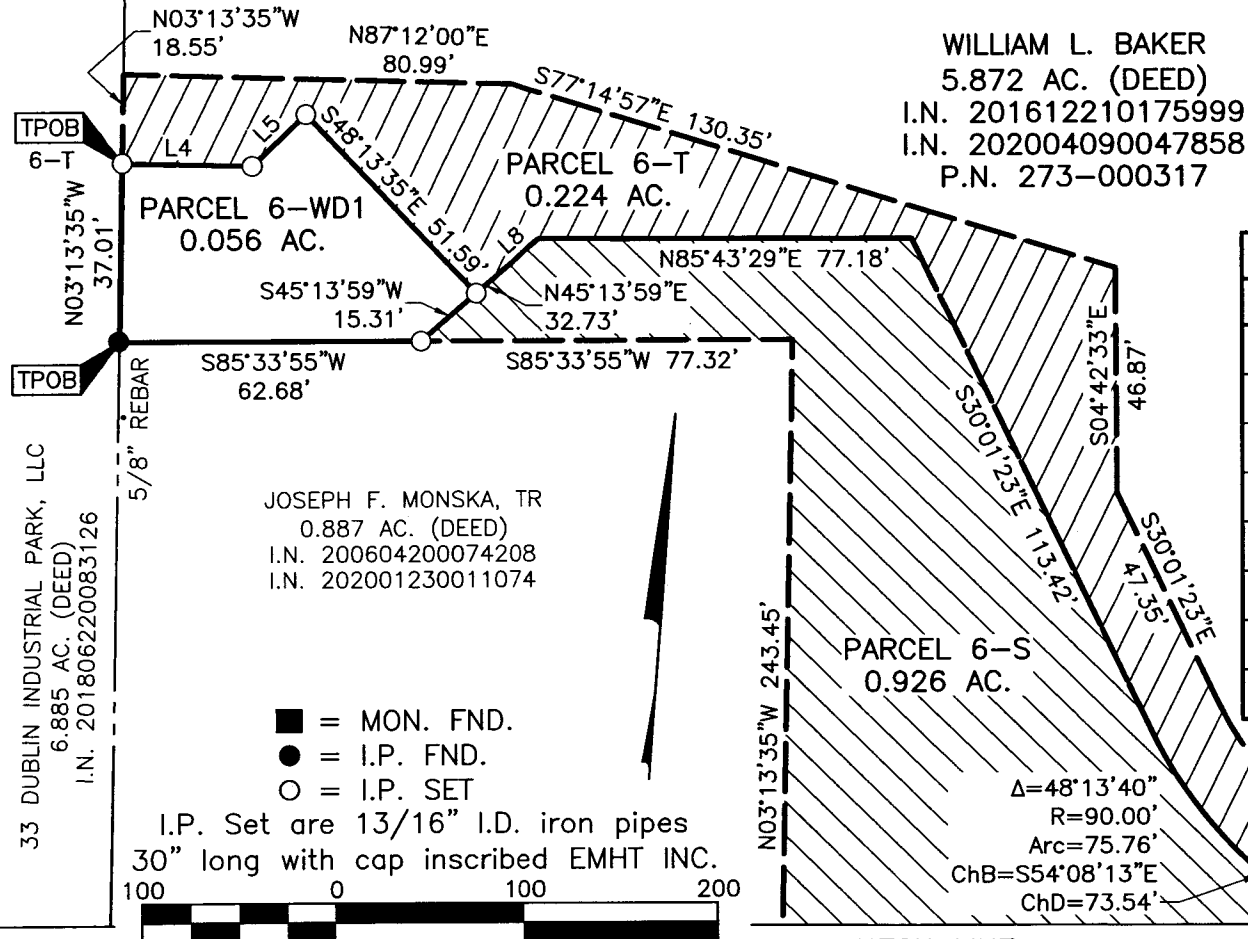 N03°13'35"W
18.55'
N87°12'00"E
80.99'
S77°14'57"E 130.35'
WILLIAM L. BAKER
5.872 AC. (DEED)
I.N. 201612210175999
I.N. 202004090047858
P.N. 273-000317
TPOB
6-T
L4
L5
S48°13'35"E 51.59'
PARCEL 6-T
0.224 AC.
PARCEL 6-WD1
0.056 AC.
N03°13'35"W
37.01'
L8
N85°43'29"E 77.18'
S45°13'59"W
15.31'
N45°13'59"E
32.73'
S04°42'33"E
46.87'
TPOB
S85°33'55"W
62.68'
S85°33'55"W 77.32'
5/8" REBAR
S30°01'23"E 113.42'
S30°01'23"E
47.35'
33 DUBLIN INDUSTRIAL PARK, LLC
6.885 AC. (DEED)
I.N. 201806220083126
JOSEPH F. MONSKA, TR
0.887 AC. (DEED)
I.N. 200604200074208
I.N. 202001230011074
N03°13'35"W 243.45'
PARCEL 6-S
0.926 AC.
■ = MON. FND.
● = I.P. FND.
○ = I.P. SET
I.P. Set are 13/16" I.D. iron pipes
30" long with cap inscribed EMHT INC.
Δ=48°13'40"
R=90.00'
Arc=75.76'
ChB=S54°08'13"E
ChD=73.54'
100 0 100 200